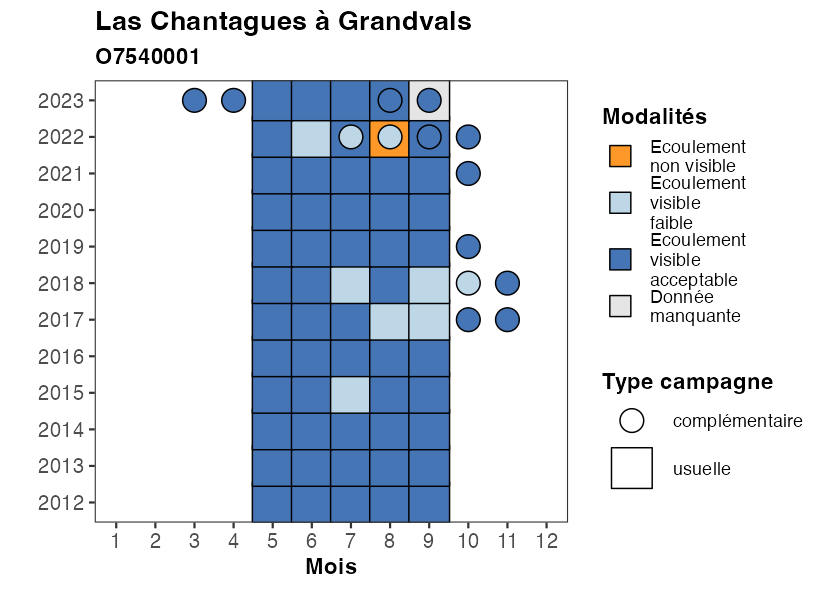 Las Chantagues à Grandvals
O7540001
2023
2022
2021
2020
2019
2018
2017
2016
2015
2014
2013
2012
1 2 3 4 5 6 7 8 9 10 11 12
Mois
Modalités
Ecoulement
non visible
Ecoulement
visible
faible
Ecoulement
visible
acceptable
Donnée
manquante
Type campagne
complémentaire
usuelle